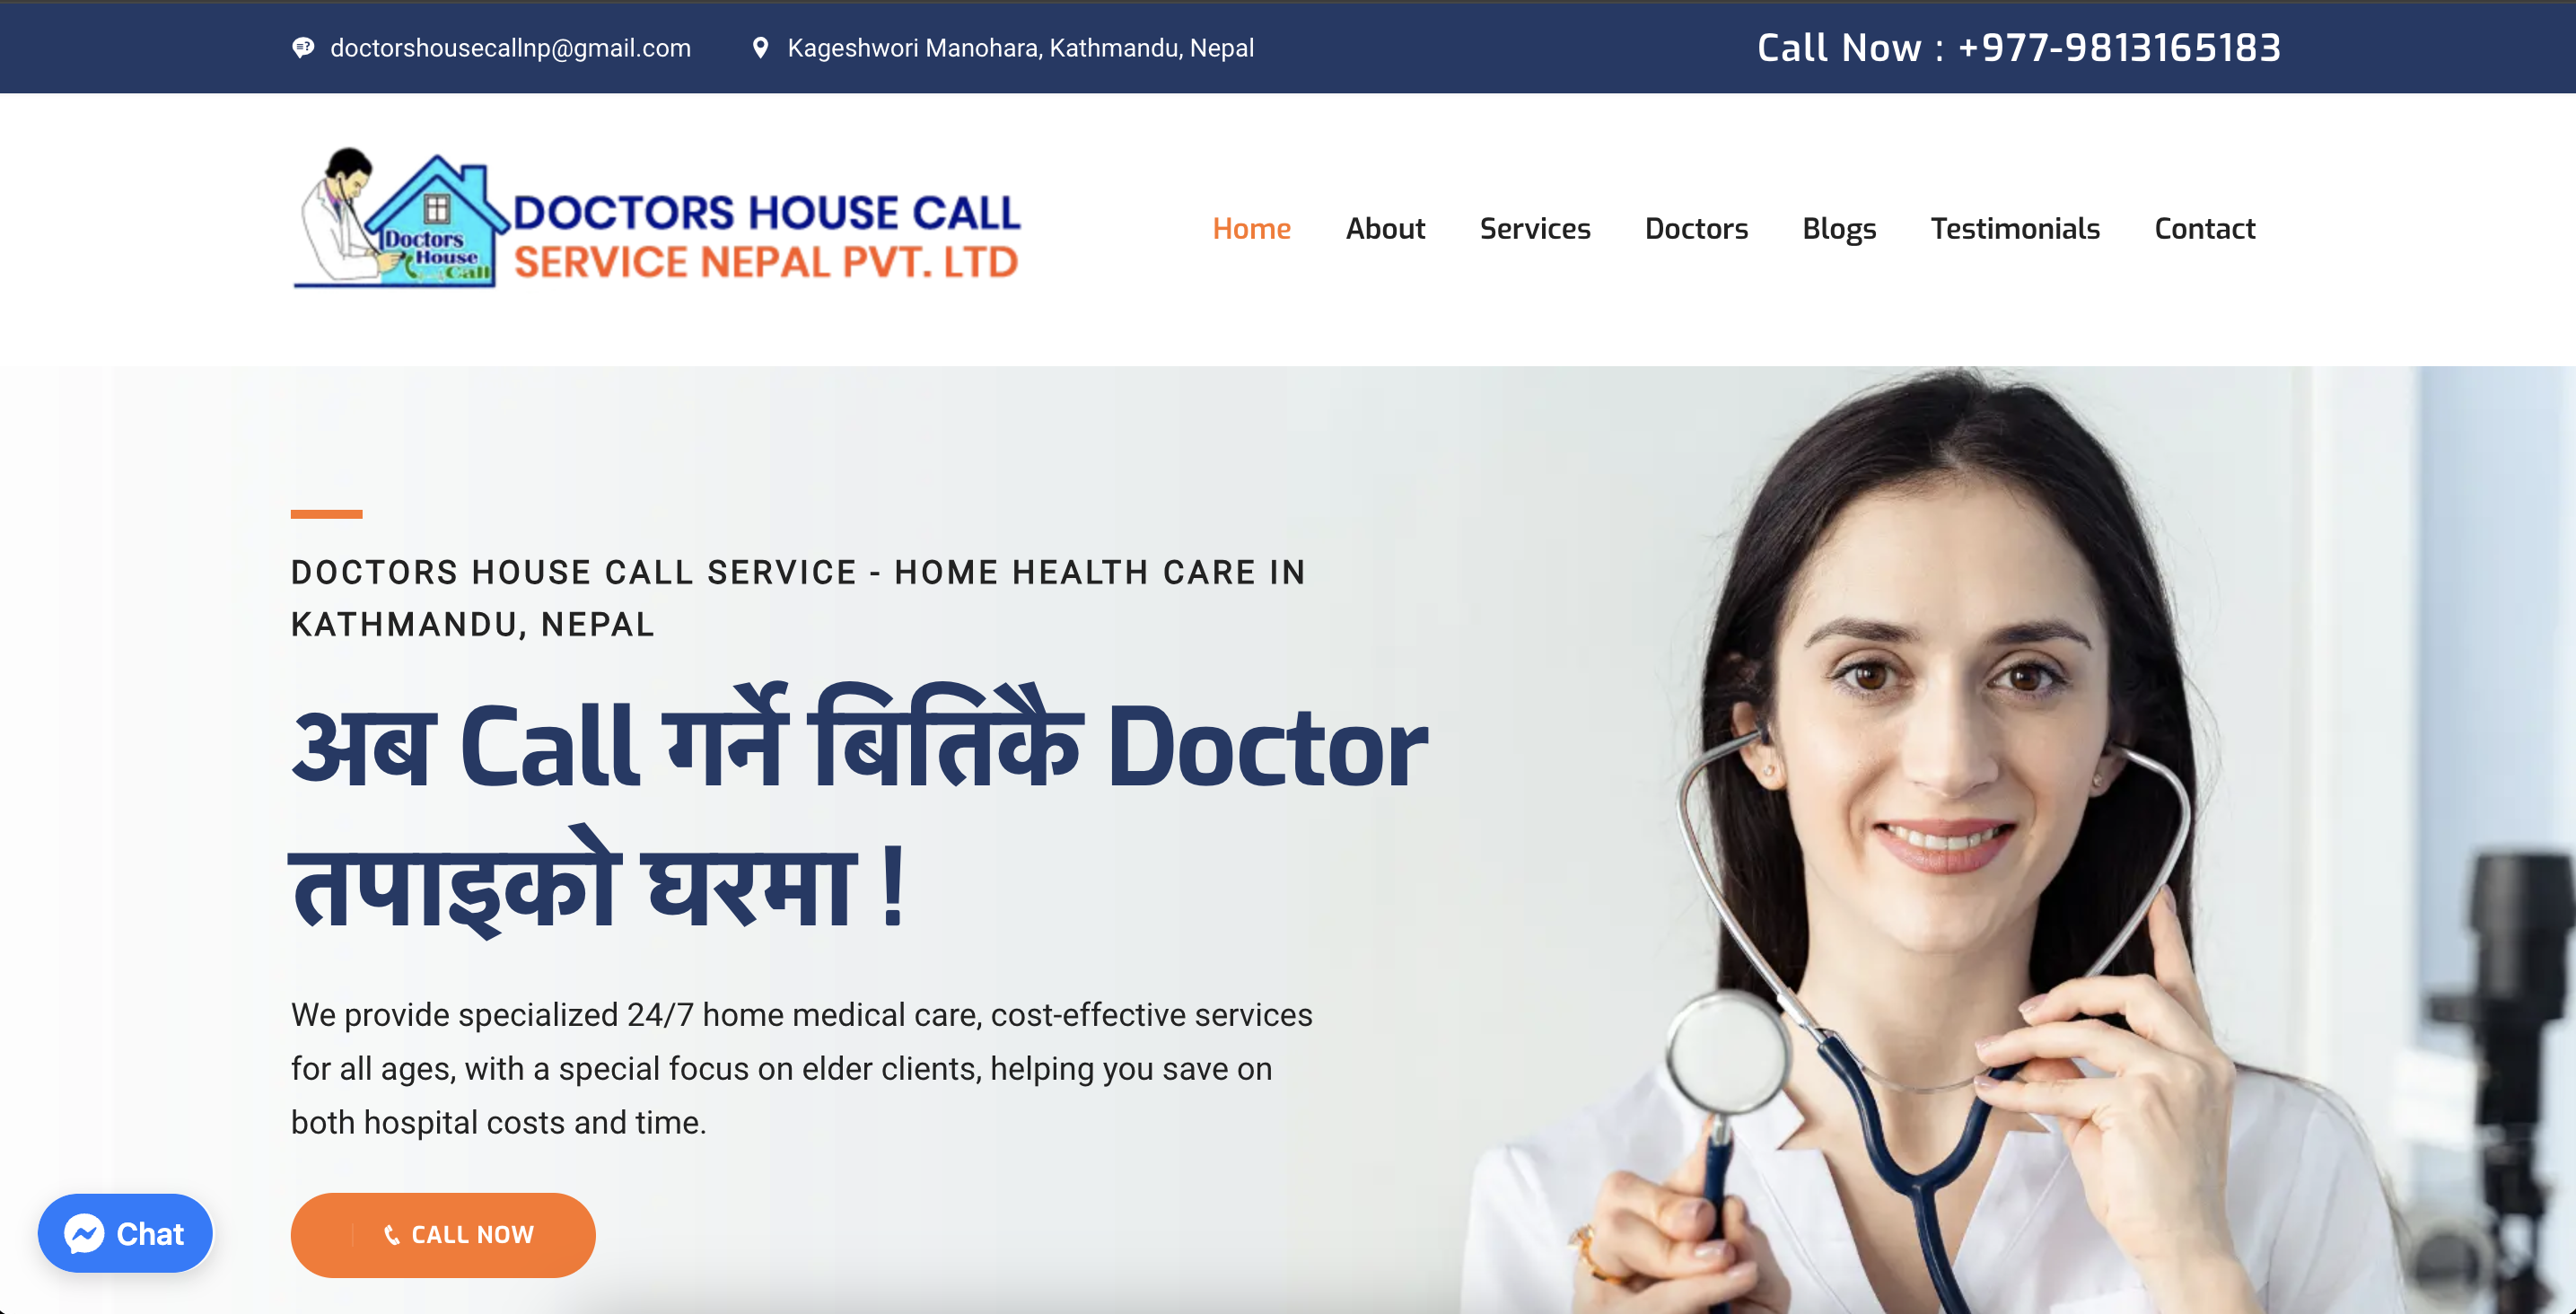 doctorshousecallnp@gmail.com
Kageshwori Manohara, Kathmandu, Nepal
Call Now : +977-9813165183
Doctors
House
Call
DOCTORS HOUSE CALL
SERVICE NEPAL PVT. LTD
Home About Services Doctors Blogs Testimonials Contact
DOCTORS HOUSE CALL SERVICE - HOME HEALTH CARE IN
KATHMANDU, NEPAL
अब Call गर्ने बितिकै Doctor
तपाइको घरमा !
We provide specialized 24/7 home medical care, cost-effective services
for all ages, with a special focus on elder clients, helping you save on
both hospital costs and time.
CALL NOW
Chat